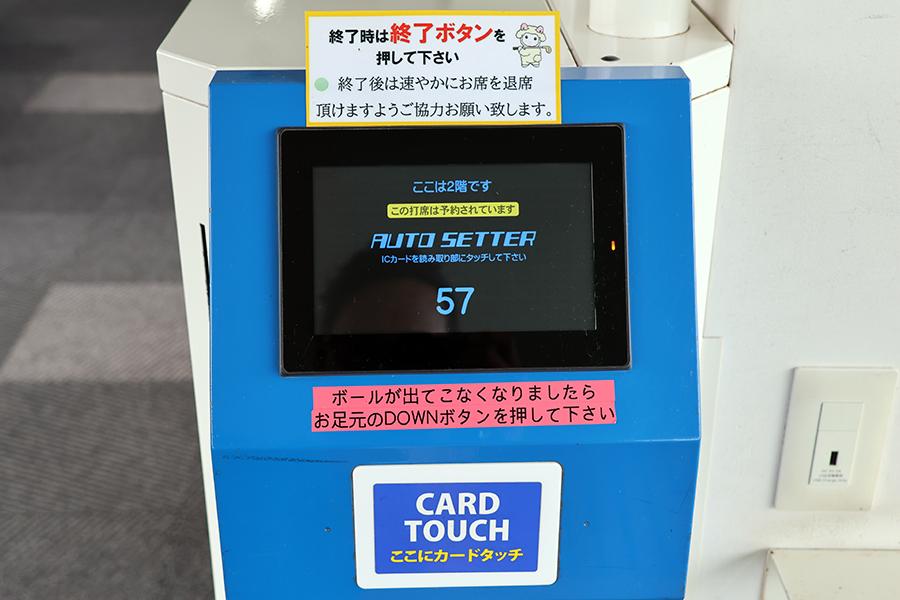 終了時は終了ボタンを
押して下さい
終了後は速やかにお席を退席
頂けますようご協力お願い致します。
ここは2階です
この打席は予約されています
AUTO SETTER
ICカードを読み取り部にタッチして下さい
57
ボールが出てこなくなりましたら
お足元のDOWNボタンを押して下さい
CARD
TOUCH
ここにカードタッチ